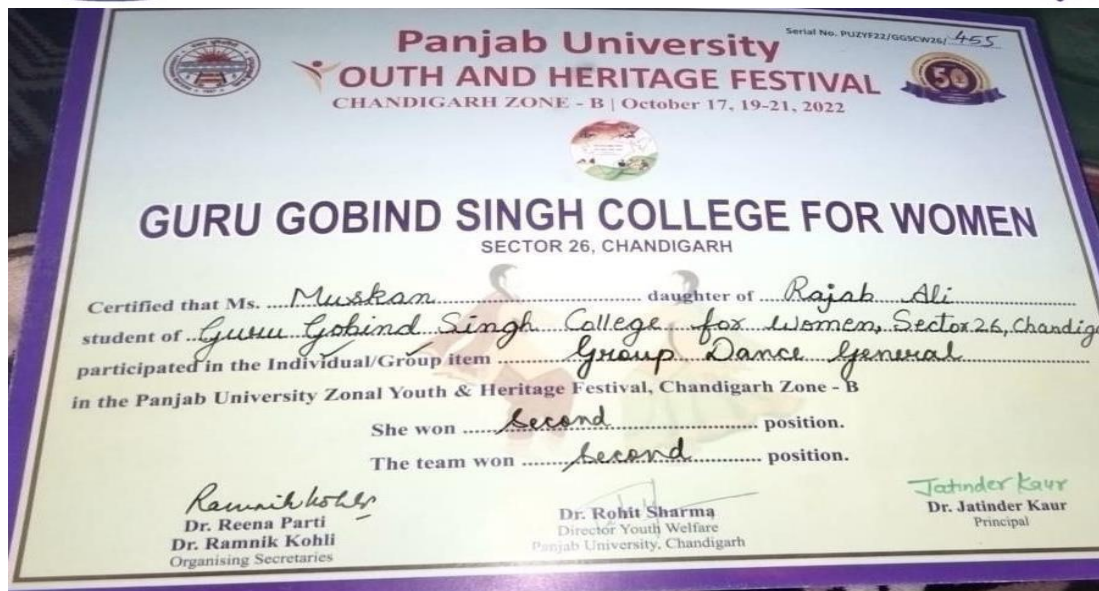 Serial No. PUZYF22/GGSCW26/ 455
Panjab University
YOUTH AND HERITAGE FESTIVAL
CHANDIGARH ZONE - B | October 17, 19-21, 2022
50
GURU GOBIND SINGH COLLEGE FOR WOMEN
SECTOR 26, CHANDIGARH
Certified that Ms. Muskan daughter of Rajab Ali
student of Guru Gobind Singh College for women, Sector 26, Chandig
participated in the Individual/Group item Group Dance General
in the Panjab University Zonal Youth & Heritage Festival, Chandigarh Zone - B
She won Second position.
The team won Second position.
Ramnik Kohli
Jatinder Kaur
Dr. Reena Parti
Dr. Ramnik Kohli
Organising Secretaries
Dr. Rohit Sharma
Director Youth Welfare
Panjab University, Chandigarh
Dr. Jatinder Kaur
Principal